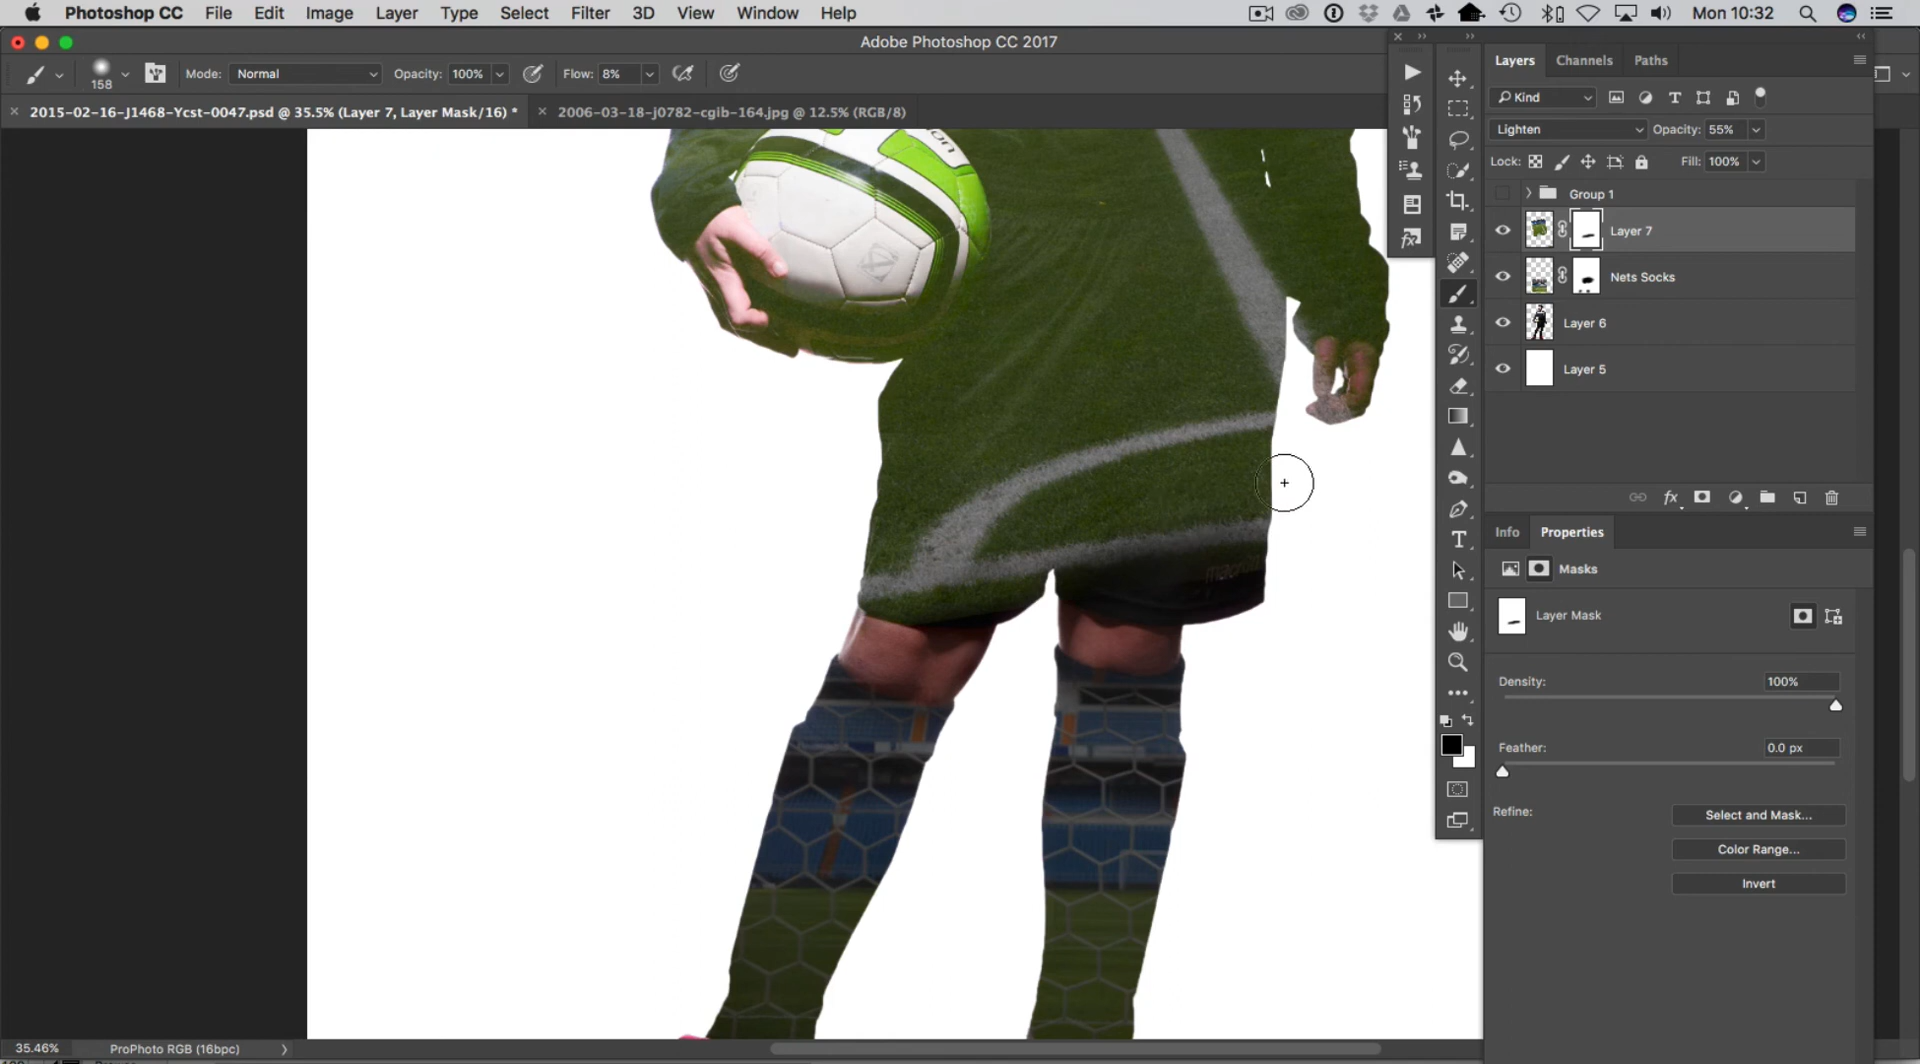 Photoshop CC File Edit Image Layer Type Select Filter 3D View Window Help Mon 10:32
Adobe Photoshop CC 2017
158 Mode: Normal Opacity: 100% Flow: 8%
2015-02-16-J1468-Ycst-0047.psd @ 35.5% (Layer 7, Layer Mask/16) * 2006-03-18-j0782-cgib-164.jpg @ 12.5% (RGB/8)
Layers Channels Paths
Kind
Lighten Opacity: 55%
Lock: Fill: 100%
Group 1
Layer 7
Nets Socks
Layer 6
Layer 5
fx
Info Properties
Masks
Layer Mask
Density: 100%
Feather: 0.0 px
Refine: Select and Mask...
Color Range...
Invert
35.46% ProPhoto RGB (16bpc)